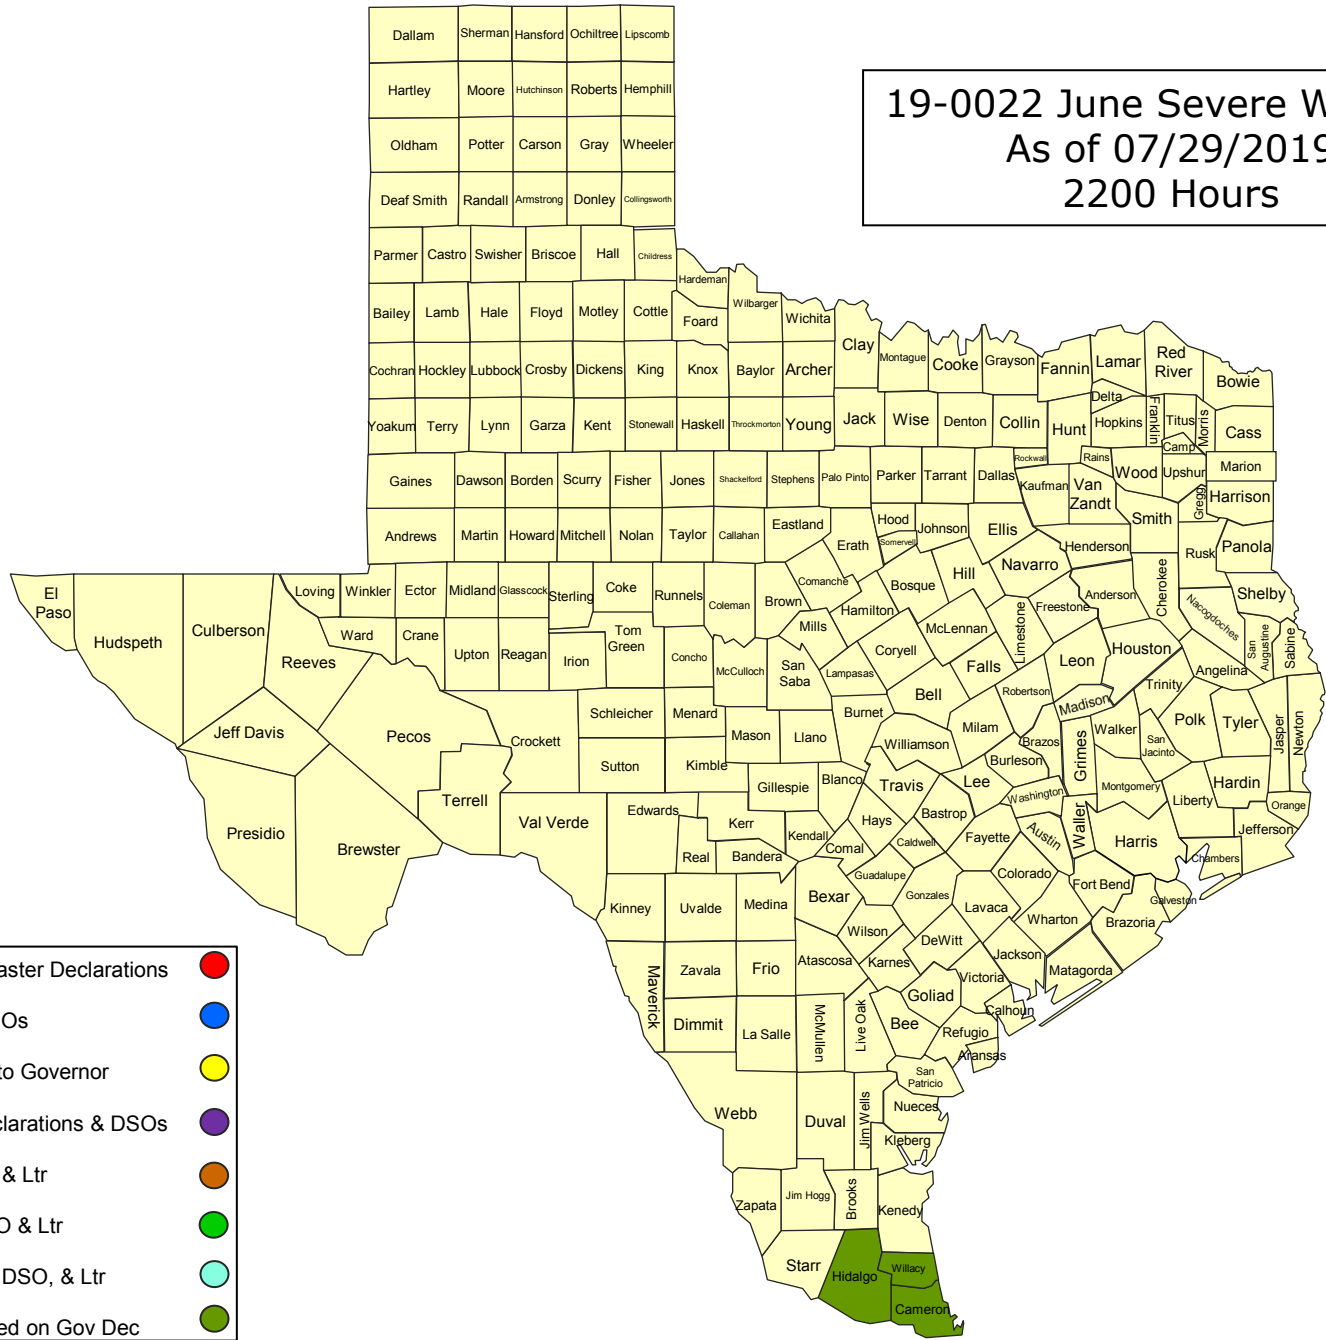 Dallam Sherman Hansford Ochiltree Lipscomb
Hartley Moore Hutchinson Roberts Hemphill
19-0022 June Severe W
As of 07/29/2019
2200 Hours
Oldham Potter Carson Gray Wheeler
Deaf Smith Randall Armstrong Donley Collingsworth
Parmer Castro Swisher Briscoe Hall Childress
Hardeman
Bailey Lamb Hale Floyd Motley Cottle Foard Wilbarger Wichita
Clay Montague Cooke Grayson Fannin Lamar Red
River Bowie
Cochran Hockley Lubbock Crosby Dickens King Knox Baylor Archer
Delta
Yoakum Terry Lynn Garza Kent Stonewall Haskell Throckmorton Young Jack Wise Denton Collin Hunt Hopkins Franklin Titus Morris Cass
Camp
Rockwall Rains
Gaines Dawson Borden Scurry Fisher Jones Shackelford Stephens Palo Pinto Parker Tarrant Dallas Kaufman Van
Zandt Wood Upshur Marion
Gregg Harrison
Andrews Martin Howard Mitchell Nolan Taylor Callahan Eastland Erath Hood Somervell Johnson Ellis Henderson Smith Rusk Panola
El
Paso Hudspeth Culberson Loving Winkler Ector Midland Glasscock Sterling Coke Runnels Coleman Brown Comanche Hamilton Bosque Hill Navarro Freestone Anderson Cherokee Nacogdoches Shelby
Reeves Ward Crane Upton Reagan Irion Tom
Green Concho McCulloch San
Saba Mills Lampasas Coryell McLennan Limestone Falls Leon Houston Angelina San
Augustine Sabine
Jeff Davis Pecos Crockett Schleicher Menard Mason Llano Burnet Bell Milam Robertson Madison Trinity
Walker San
Jacinto Polk Tyler Jasper Newton
Presidio Brewster Terrell Sutton Kimble Gillespie Blanco Williamson Travis Lee Burleson Brazos Grimes Washington Montgomery Liberty Hardin Orange
Val Verde Edwards Kerr Real Bandera Kendall Comal Hays Caldwell Bastrop Fayette Austin Waller Harris Jefferson Chambers
Kinney Uvalde Medina Bexar Guadalupe Gonzales Lavaca Colorado Wharton Fort Bend Brazoria Galveston
Maverick Zavala Frio Atascosa Wilson Karnes DeWitt Jackson Matagorda
Dimmit La Salle McMullen Live Oak Bee Goliad Victoria Calhoun Refugio Aransas
San
Patricio
Webb Duval Jim Wells Nueces
Kleberg
Zapata Jim Hogg Brooks Kenedy
Starr Hidalgo Willacy
Cameron
aster Declarations
Os
to Governor
clarations & DSOs
& Ltr
O & Ltr
DSO, & Ltr
ed on Gov Dec